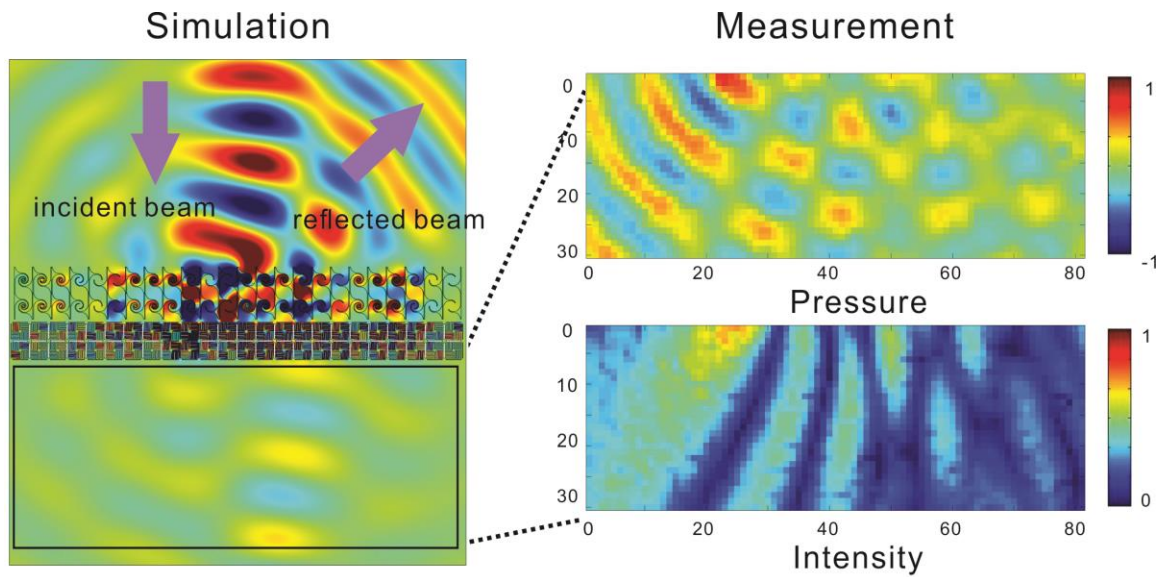 Simulation
Measurement
incident beam
reflected beam
0
10
20
30
0 20 40 60 80
1
-1
Pressure
0
10
20
30
0 20 40 60 80
1
0
Intensity